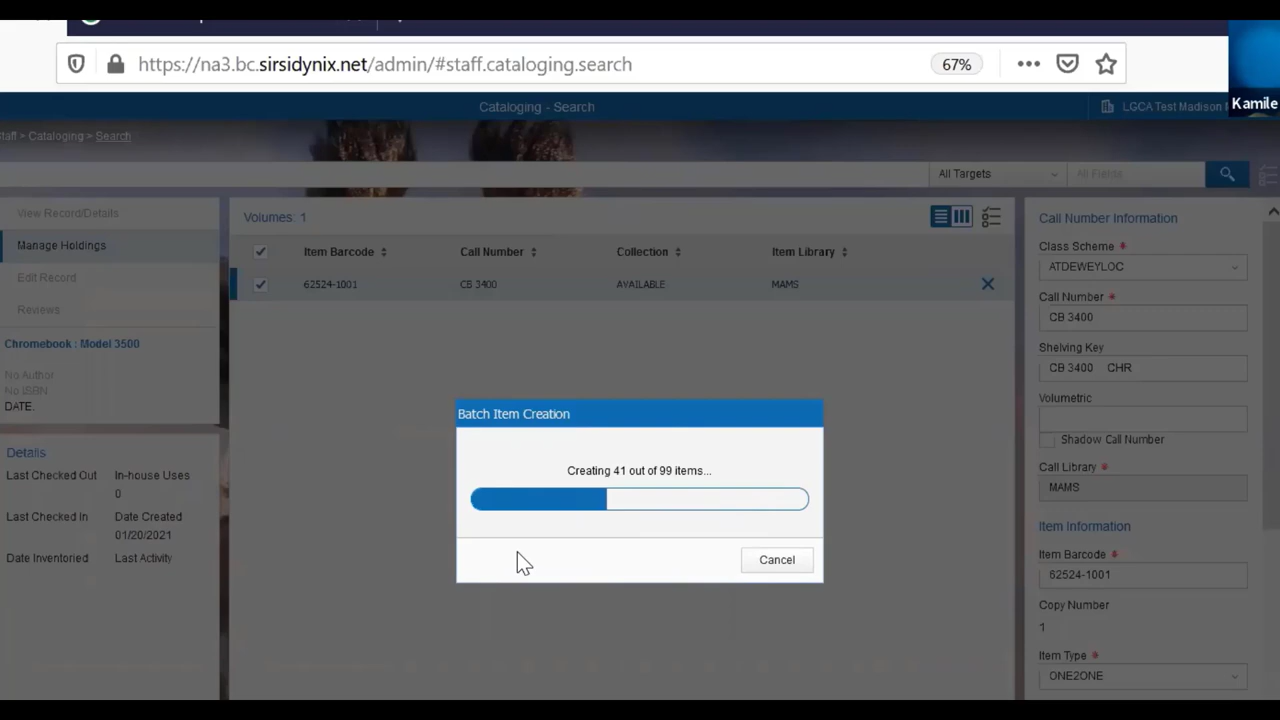 https://na3.bc.sirsidynix.net/admin/#staff.cataloging.search
67%
Kamile
Cataloging - Search
LGCA Test Madison
Staff > Cataloging > Search
All Targets
All Fields
View Record/Details
Manage Holdings
Edit Record
Reviews
Chromebook : Model 3500
No Author
No ISBN
DATE.
Details
Last Checked Out
In-house Uses
0
Last Checked In
Date Created
01/20/2021
Date Inventoried
Last Activity
Volumes: 1
Item Barcode
Call Number
Collection
Item Library
62524-1001
CB 3400
AVAILABLE
MAMS
Batch Item Creation
Creating 41 out of 99 items...
Cancel
Call Number Information
Class Scheme *
ATDEWEYLOC
Call Number *
CB 3400
Shelving Key
CB 3400 CHR
Volumetric
Shadow Call Number
Call Library *
MAMS
Item Information
Item Barcode *
62524-1001
Copy Number
1
Item Type *
ONE2ONE